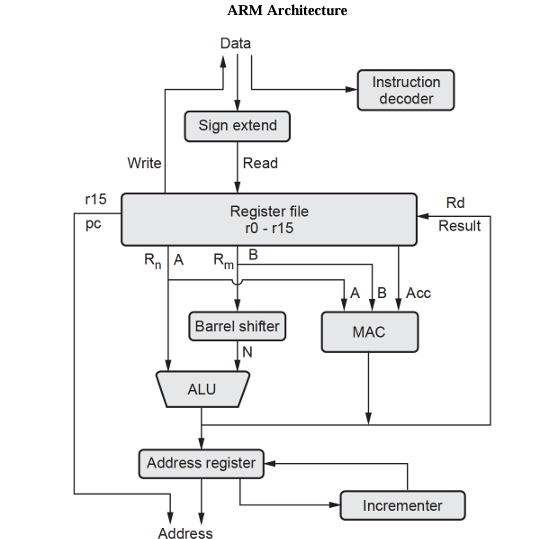 ARM Architecture
Data
Instruction
decoder
Sign extend
Write
Read
r15
pc
Register file
r0 - r15
Rd
Result
Rn
A
Rm
B
A
B
Acc
Barrel shifter
MAC
N
ALU
Address register
Incrementer
Address